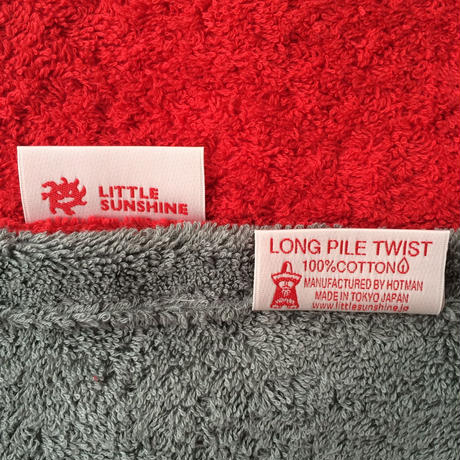 LITTLE
SUNSHINE
LONG PILE TWIST
100%COTTON
MANUFACTURED BY HOTMAN
MADE IN TOKYO JAPAN
www.littlesunshine.jp